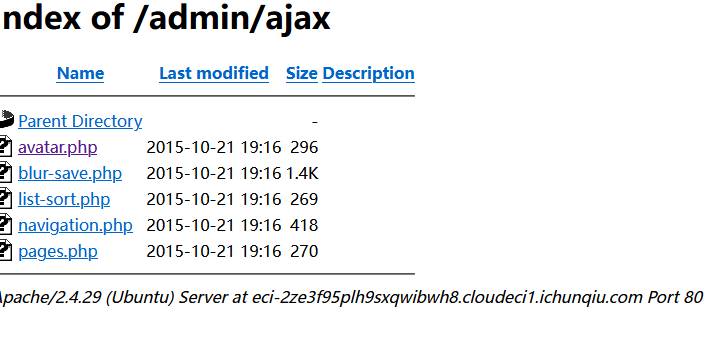 ndex of /admin/ajax
Name Last modified Size Description
Parent Directory -
avatar.php 2015-10-21 19:16 296
blur-save.php 2015-10-21 19:16 1.4K
list-sort.php 2015-10-21 19:16 269
navigation.php 2015-10-21 19:16 418
pages.php 2015-10-21 19:16 270
Apache/2.4.29 (Ubuntu) Server at eci-2ze3f95plh9sxqwibwh8.cloudeci1.ichunqiu.com Port 80